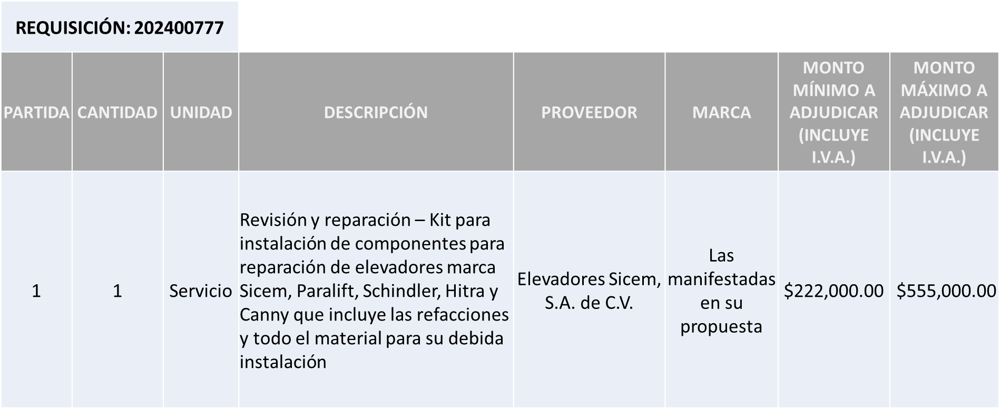 REQUISICIÓN: 202400777
PARTIDA
CANTIDAD
UNIDAD
DESCRIPCIÓN
PROVEEDOR
MARCA
MONTO
MÍNIMO A
ADJUDICAR
(INCLUYE
I.V.A.)
MONTO
MÁXIMO A
ADJUDICAR
(INCLUYE
I.V.A.)
1
1
Servicio
Revisión y reparación – Kit para
instalación de componentes para
reparación de elevadores marca
Sicem, Paralift, Schindler, Hitra y
Canny que incluye las refacciones
y todo el material para su debida
instalación
Elevadores Sicem,
S.A. de C.V.
Las
manifestadas
en su
propuesta
$222,000.00
$555,000.00